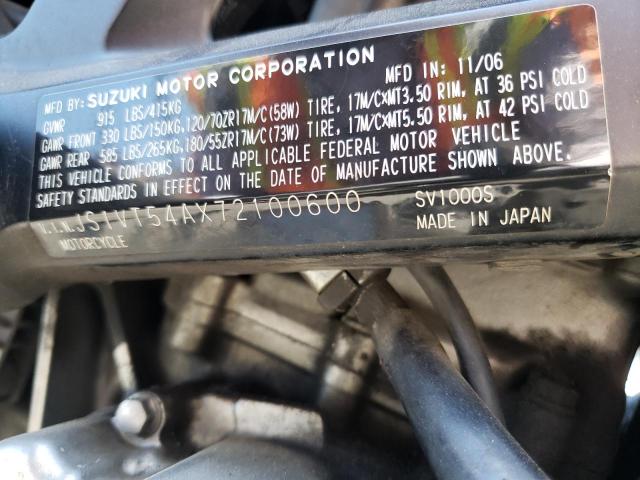 MFD BY: SUZUKI MOTOR CORPORATION MFD IN: 11/06
GVWR 915 LBS/415KG
GAWR FRONT 330 LBS/150KG,120/70ZR17M/C(58W) TIRE, 17M/CXMT3.50 RIM, AT 36 PSI COLD
GAWR REAR 585 LBS/265KG,180/55ZR17M/C(73W) TIRE, 17M/CXMT5.50 RIM, AT 42 PSI COLD
THIS VEHICLE CONFORMS TO ALL APPLICABLE FEDERAL MOTOR VEHICLE
SAFETY STANDARDS IN EFFECT ON THE DATE OF MANUFACTURE SHOWN ABOVE.
V.I.N.JS1VT54AX72100600 SV1000S
MOTORCYCLE MADE IN JAPAN